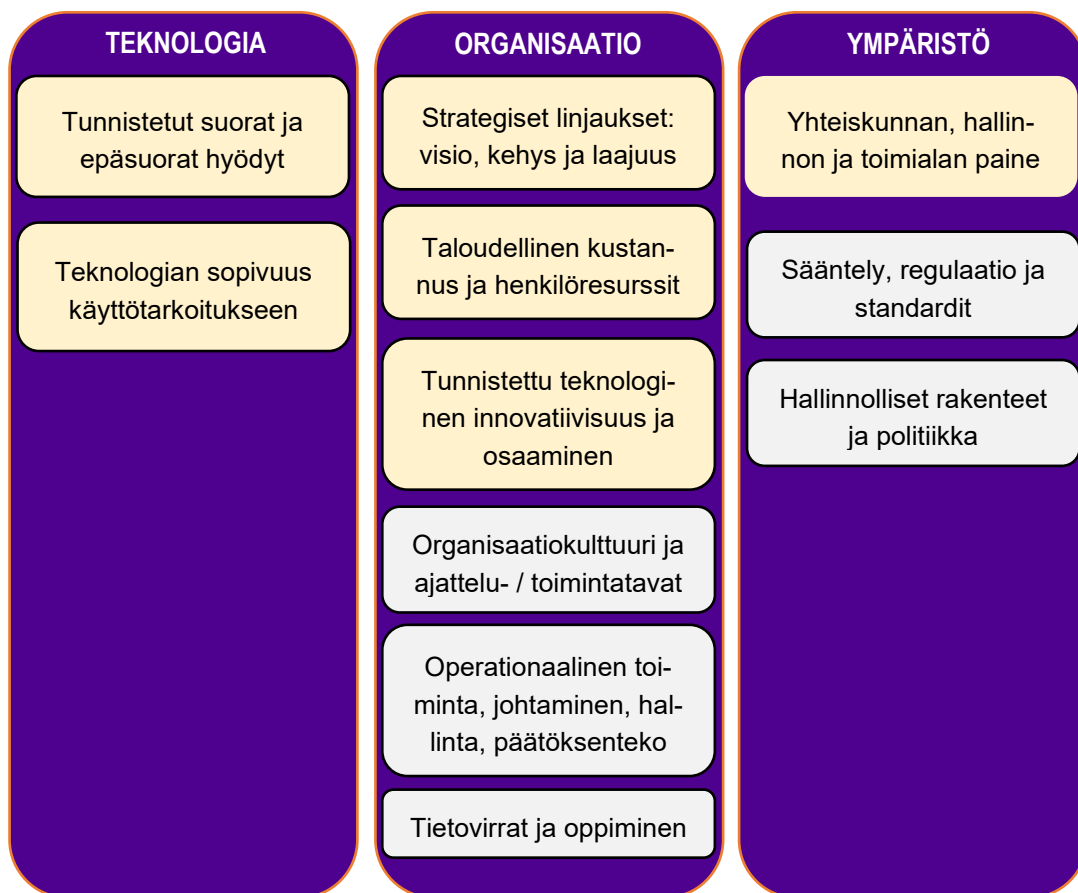 TEKNOLOGIA
Tunnistetut suorat ja
epäsuorat hyödyt
Teknologian sopivuus
käyttötarkoitukseen
ORGANISAATIO
Strategiset linjaukset:
visio, kehys ja laajuus
Taloudellinen kustan-
nus ja henkilöresurssit
Tunnistettu teknologi-
nen innovatiivisuus ja
osaaminen
Organisaatiokulttuuri ja
ajattelu- / toimintatavat
Operationaalinen toi-
minta, johtaminen, hal-
linta, päätöksenteko
Tietovirrat ja oppiminen
YMPÄRISTÖ
Yhteiskunnan, hallin-
non ja toimialan paine
Sääntely, regulaatio ja
standardit
Hallinnolliset rakenteet
ja politiikka